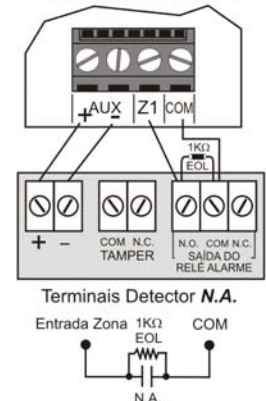 +AUX- Z1 COM
1KΩ
EOL
+ - COM N.C. N.O. COM N.C.
TAMPER SAÍDA DO
RELÉ ALARME
Terminais Detector N.A.
Entrada Zona 1KΩ COM
EOL
N.A.